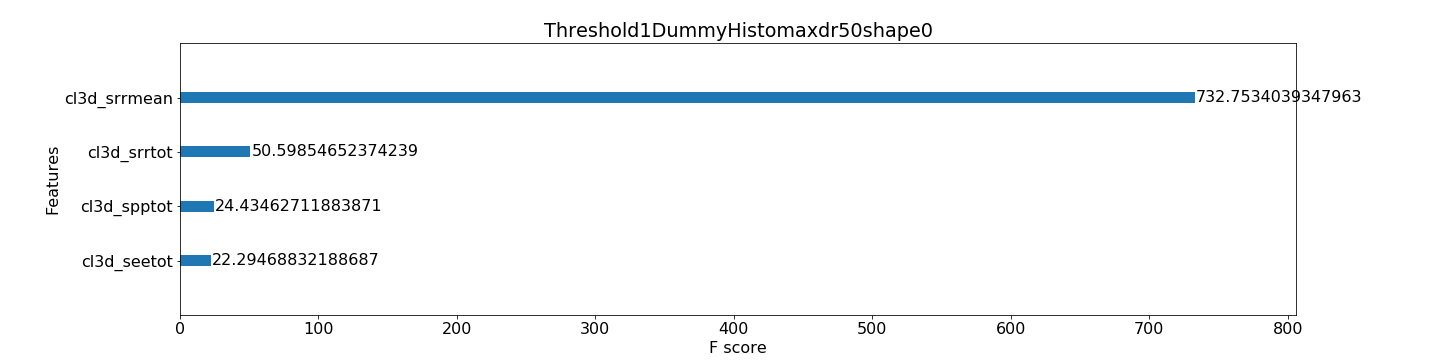 Threshold1DummyHistomaxdr50shape0
cl3d_srrmean 732.7534039347963
cl3d_srrtot 50.59854652374239
cl3d_spptot 24.43462711883871
cl3d_seetot 22.29468832188687
Features
0 100 200 300 400 500 600 700 800
F score